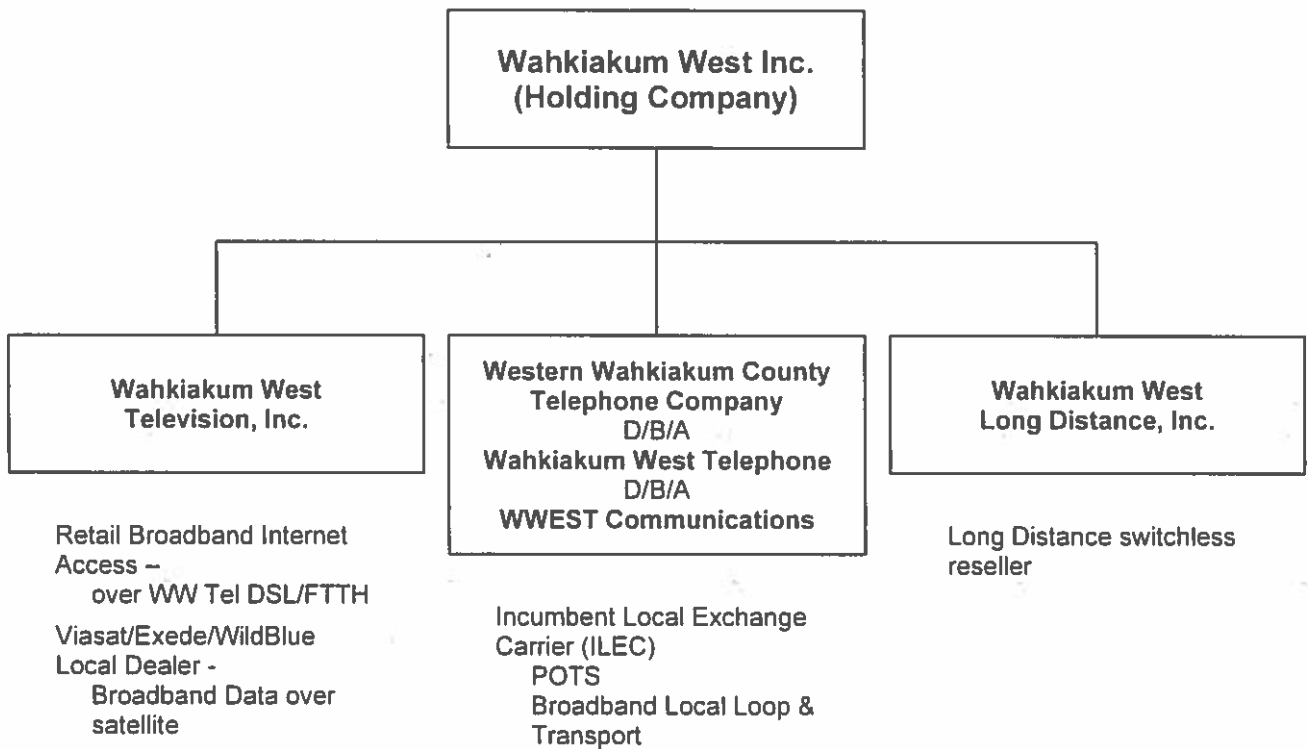 Wahkiakum West Inc.
(Holding Company)
Wahkiakum West
Television, Inc.
Western Wahkiakum County
Telephone Company
D/B/A
Wahkiakum West Telephone
D/B/A
WWEST Communications
Wahkiakum West
Long Distance, Inc.
Retail Broadband Internet
Access –
over WW Tel DSL/FTTH
Viasat/Exede/WildBlue
Local Dealer -
Broadband Data over
satellite
Incumbent Local Exchange
Carrier (ILEC)
POTS
Broadband Local Loop &
Transport
Long Distance switchless
reseller